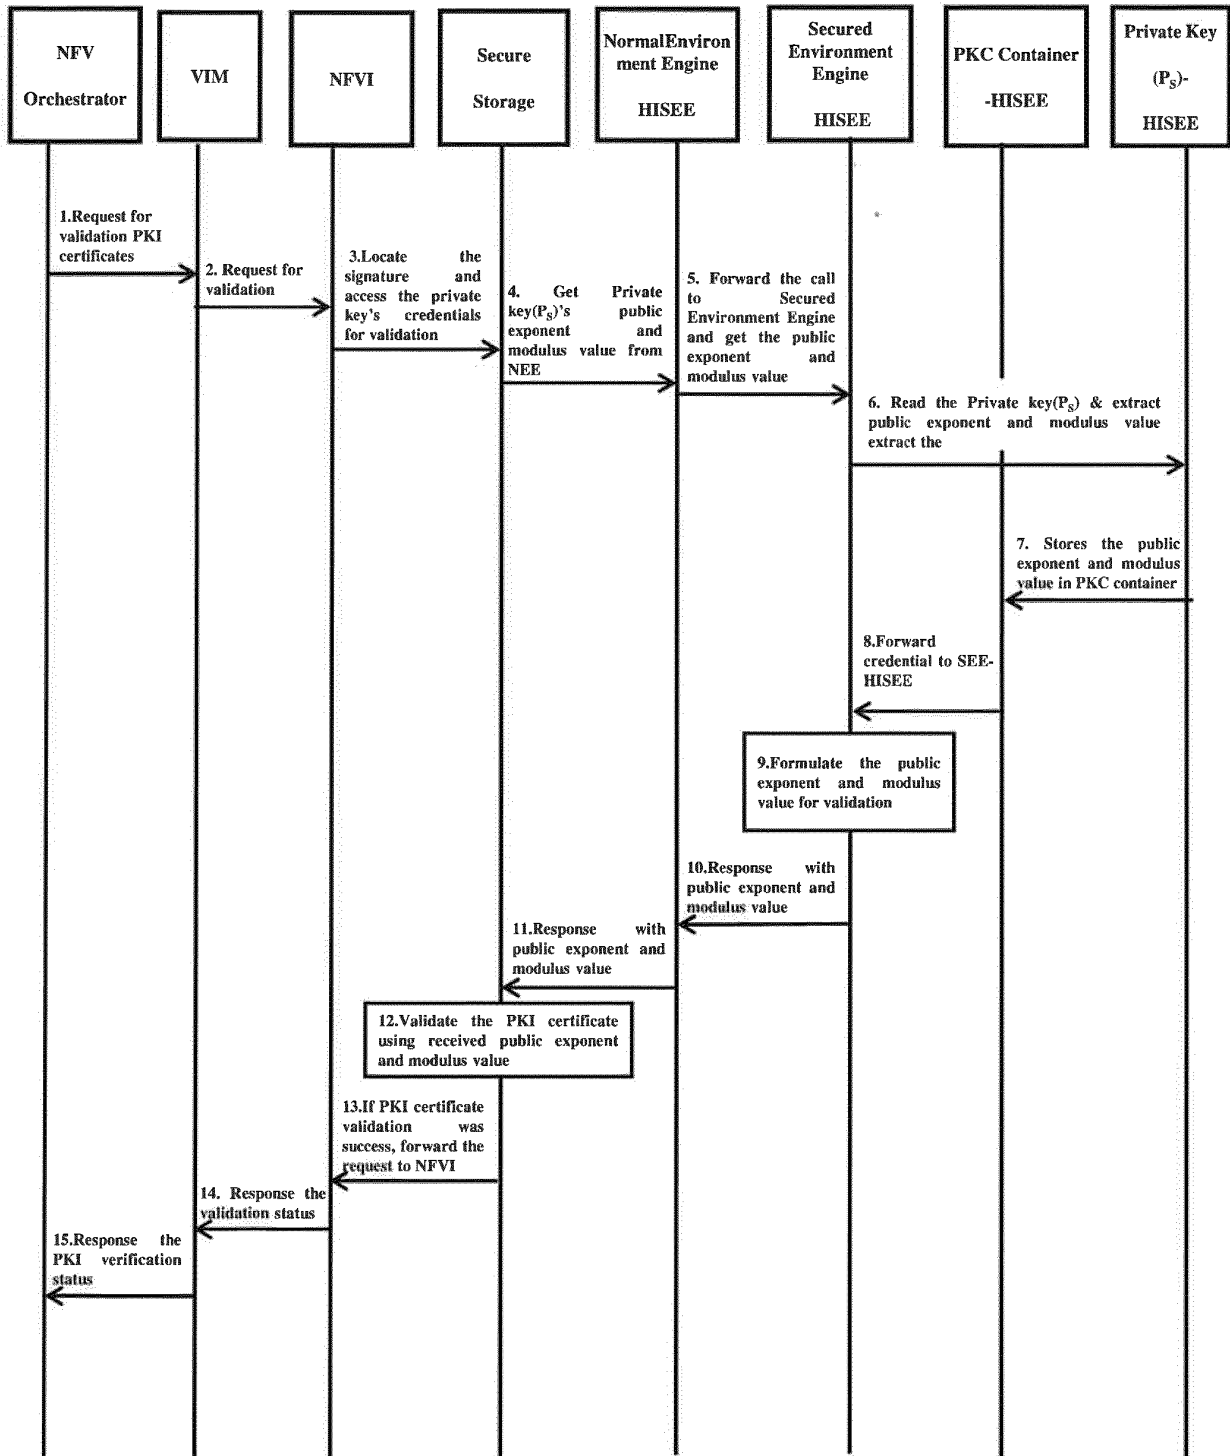 NFV
Orchestrator
VIM
NFVI
Secure
Storage
NormalEnviron
ment Engine
HISEE
Secured
Environment
Engine
HISEE
PKC Container
-HISEE
Private Key
(PS)-
HISEE
1.Request for
validation PKI
certificates
2. Request for
validation
3.Locate the
signature and
access the private
key's credentials
for validation
4. Get Private
key(PS)'s public
exponent and
modulus value from
NEE
5. Forward the call
to Secured
Environment Engine
and get the public
exponent and
modulus value
6. Read the Private key(PS) & extract
public exponent and modulus value
extract the
7. Stores the public
exponent and modulus
value in PKC container
8.Forward
credential to SEE-
HISEE
9.Formulate the public
exponent and modulus
value for validation
10.Response with
public exponent and
modulus value
11.Response with
public exponent and
modulus value
12.Validate the PKI certificate
using received public exponent
and modulus value
13.If PKI certificate
validation was
success, forward the
request to NFVI
14. Response the
validation status
15.Response the
PKI verification
status